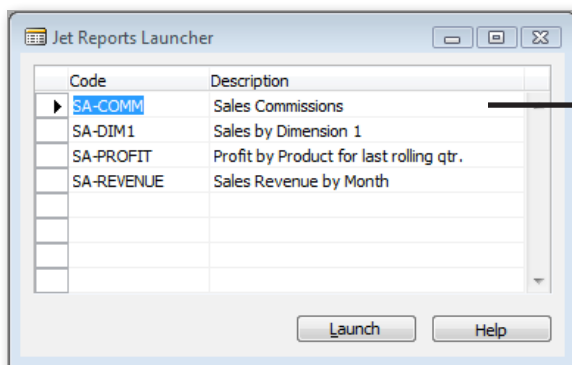 Jet Reports Launcher
Code Description
SA-COMM Sales Commissions
SA-DIM1 Sales by Dimension 1
SA-PROFIT Profit by Product for last rolling qtr.
SA-REVENUE Sales Revenue by Month
Launch Help